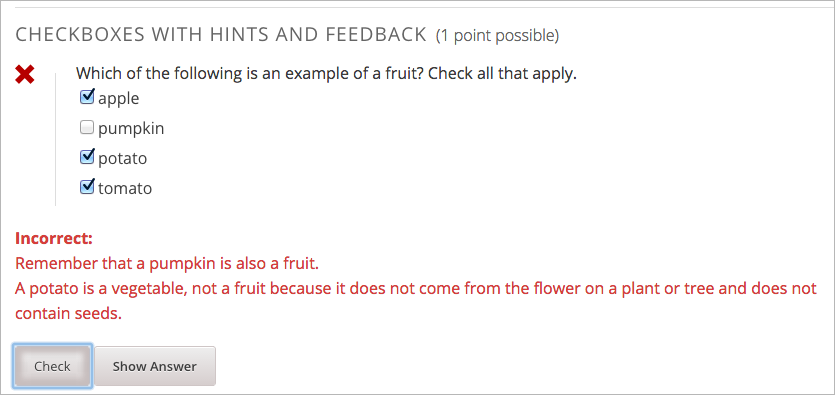 CHECKBOXES WITH HINTS AND FEEDBACK (1 point possible)
Which of the following is an example of a fruit? Check all that apply.
apple
pumpkin
potato
tomato
Incorrect:
Remember that a pumpkin is also a fruit.
A potato is a vegetable, not a fruit because it does not come from the flower on a plant or tree and does not
contain seeds.
Check Show Answer